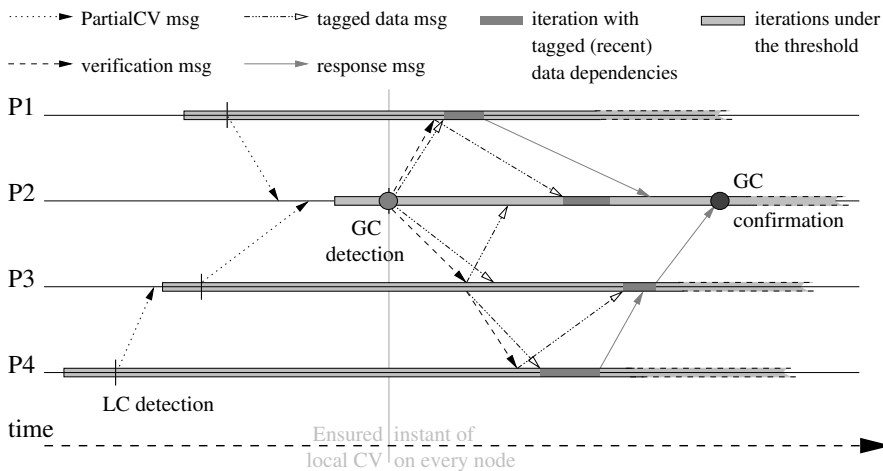 PartialCV msg
tagged data msg
iteration with
tagged (recent)
data dependencies
iterations under
the threshold
verification msg
response msg
P1
P2
GC
detection
GC
confirmation
P3
P4
LC detection
time
Ensured instant of
local CV on every node